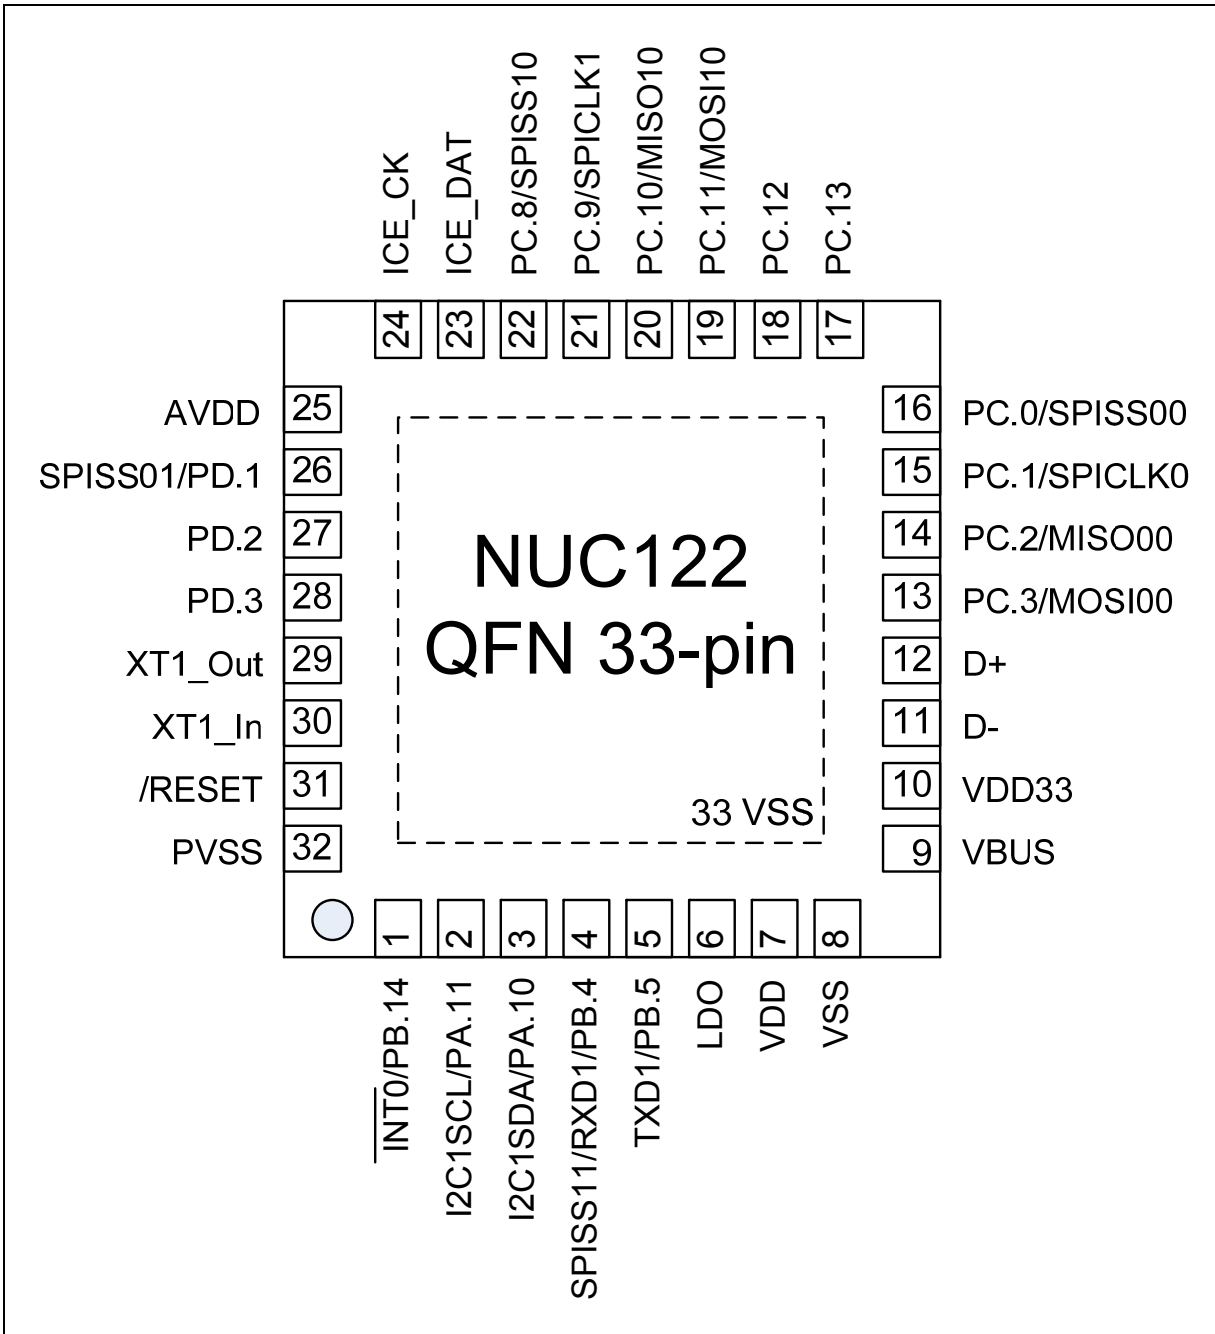 ICE_CK
ICE_DAT
PC.8/SPISS10
PC.9/SPICLK1
PC.10/MISO10
PC.11/MOSI10
PC.12
PC.13
24
23
22
21
20
19
18
17
AVDD 25
SPISS01/PD.1 26
PD.2 27
PD.3 28
XT1_Out 29
XT1_In 30
/RESET 31
PVSS 32
NUC122
QFN 33-pin
33 VSS
16 PC.0/SPISS00
15 PC.1/SPICLK0
14 PC.2/MISO00
13 PC.3/MOSI00
12 D+
11 D-
10 VDD33
9 VBUS
1
2
3
4
5
6
7
8
INT0/PB.14
I2C1SCL/PA.11
I2C1SDA/PA.10
SPISS11/RXD1/PB.4
TXD1/PB.5
LDO
VDD
VSS